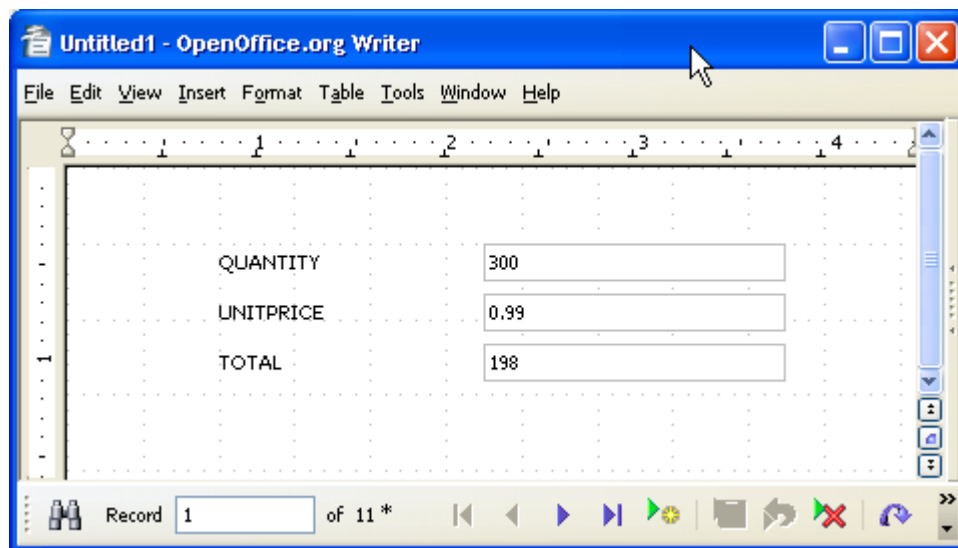 Untitled1 - OpenOffice.org Writer
File Edit View Insert Format Table Tools Window Help
1 2 3 4
QUANTITY 300
UNITPRICE 0.99
1
TOTAL 198
Record 1 of 11 *